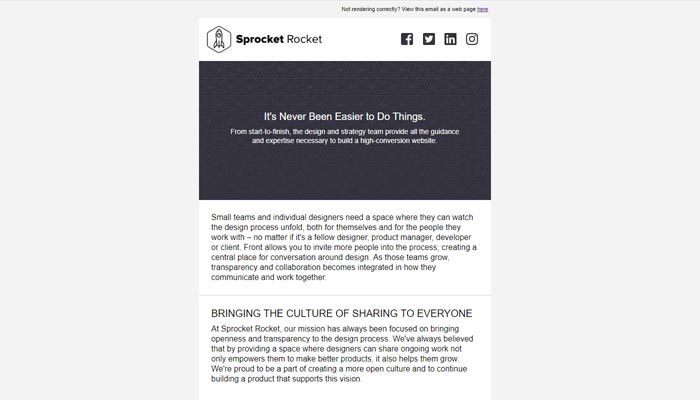 Not rendering correctly? View this email as a web page here.
Sprocket Rocket
It's Never Been Easier to Do Things.
From start-to-finish, the design and strategy team provide all the guidance
and expertise necessary to build a high-conversion website.
Small teams and individual designers need a space where they can watch
the design process unfold, both for themselves and for the people they
work with – no matter if it's a fellow designer, product manager, developer
or client. Front allows you to invite more people into the process, creating a
central place for conversation around design. As those teams grow,
transparency and collaboration becomes integrated in how they
communicate and work together.
BRINGING THE CULTURE OF SHARING TO EVERYONE
At Sprocket Rocket, our mission has always been focused on bringing
openness and transparency to the design process. We've always believed
that by providing a space where designers can share ongoing work not
only empowers them to make better products, it also helps them grow.
We're proud to be a part of creating a more open culture and to continue
building a product that supports this vision.